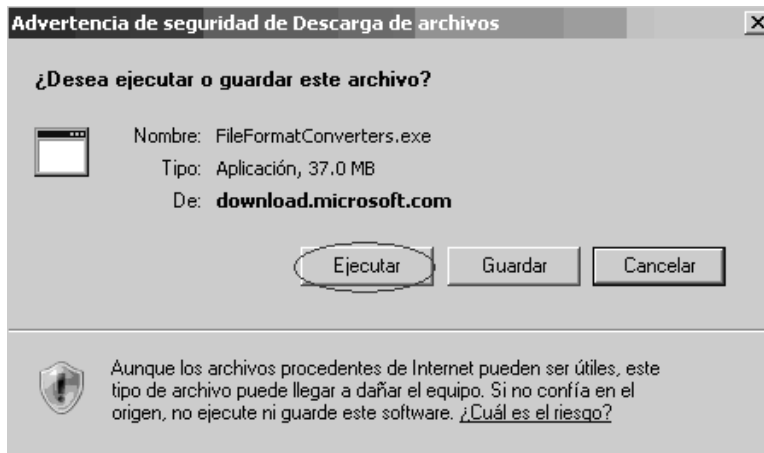 Advertencia de seguridad de Descarga de archivos
¿Desea ejecutar o guardar este archivo?
Nombre: FileFormatConverters.exe
Tipo: Aplicación, 37.0 MB
De: download.microsoft.com
Ejecutar Guardar Cancelar
Aunque los archivos procedentes de Internet pueden ser útiles, este
tipo de archivo puede llegar a dañar el equipo. Si no confía en el
origen, no ejecute ni guarde este software. ¿Cuál es el riesgo?